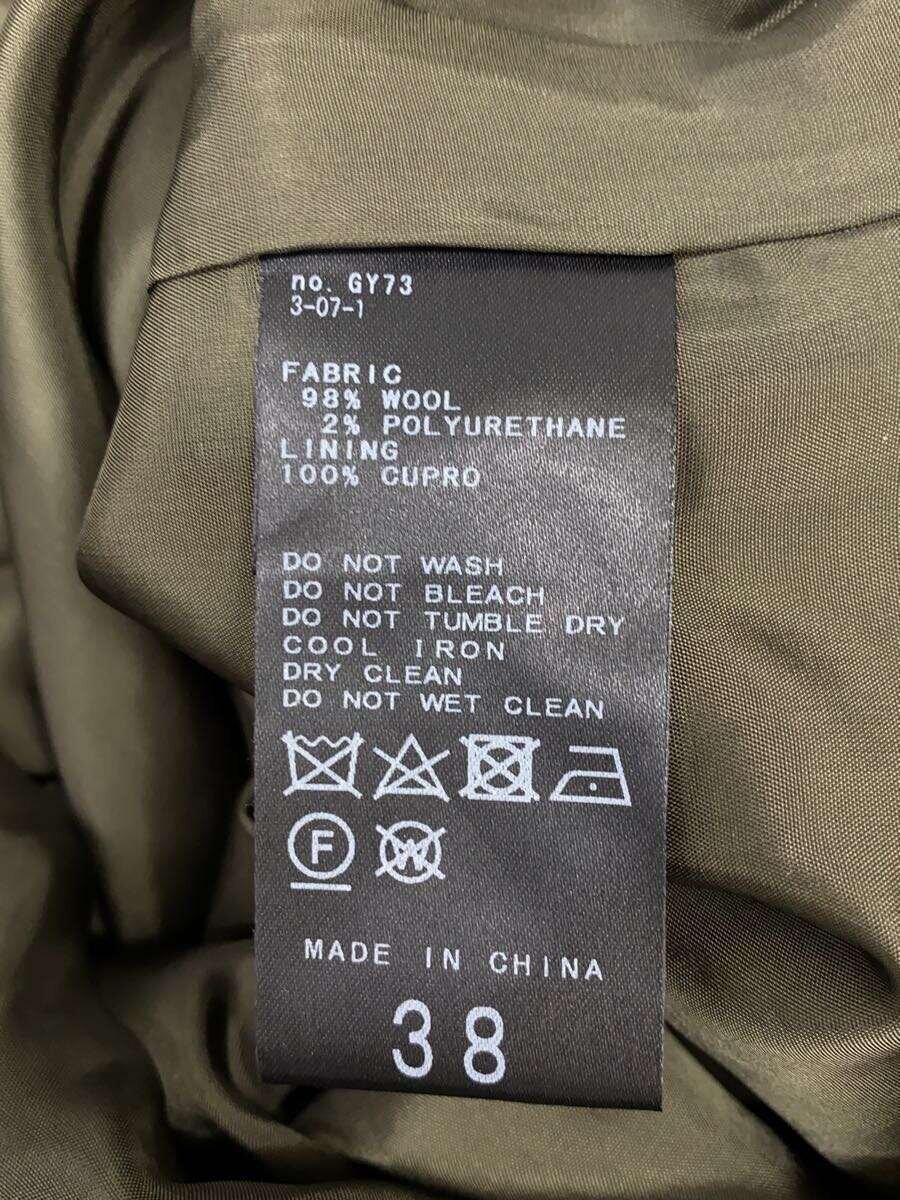 no. GY73
3-07-1
FABRIC
98% WOOL
2% POLYURETHANE
LINING
100% CUPRO
DO NOT WASH
DO NOT BLEACH
DO NOT TUMBLE DRY
COOL IRON
DRY CLEAN
DO NOT WET CLEAN
F W
MADE IN CHINA
38